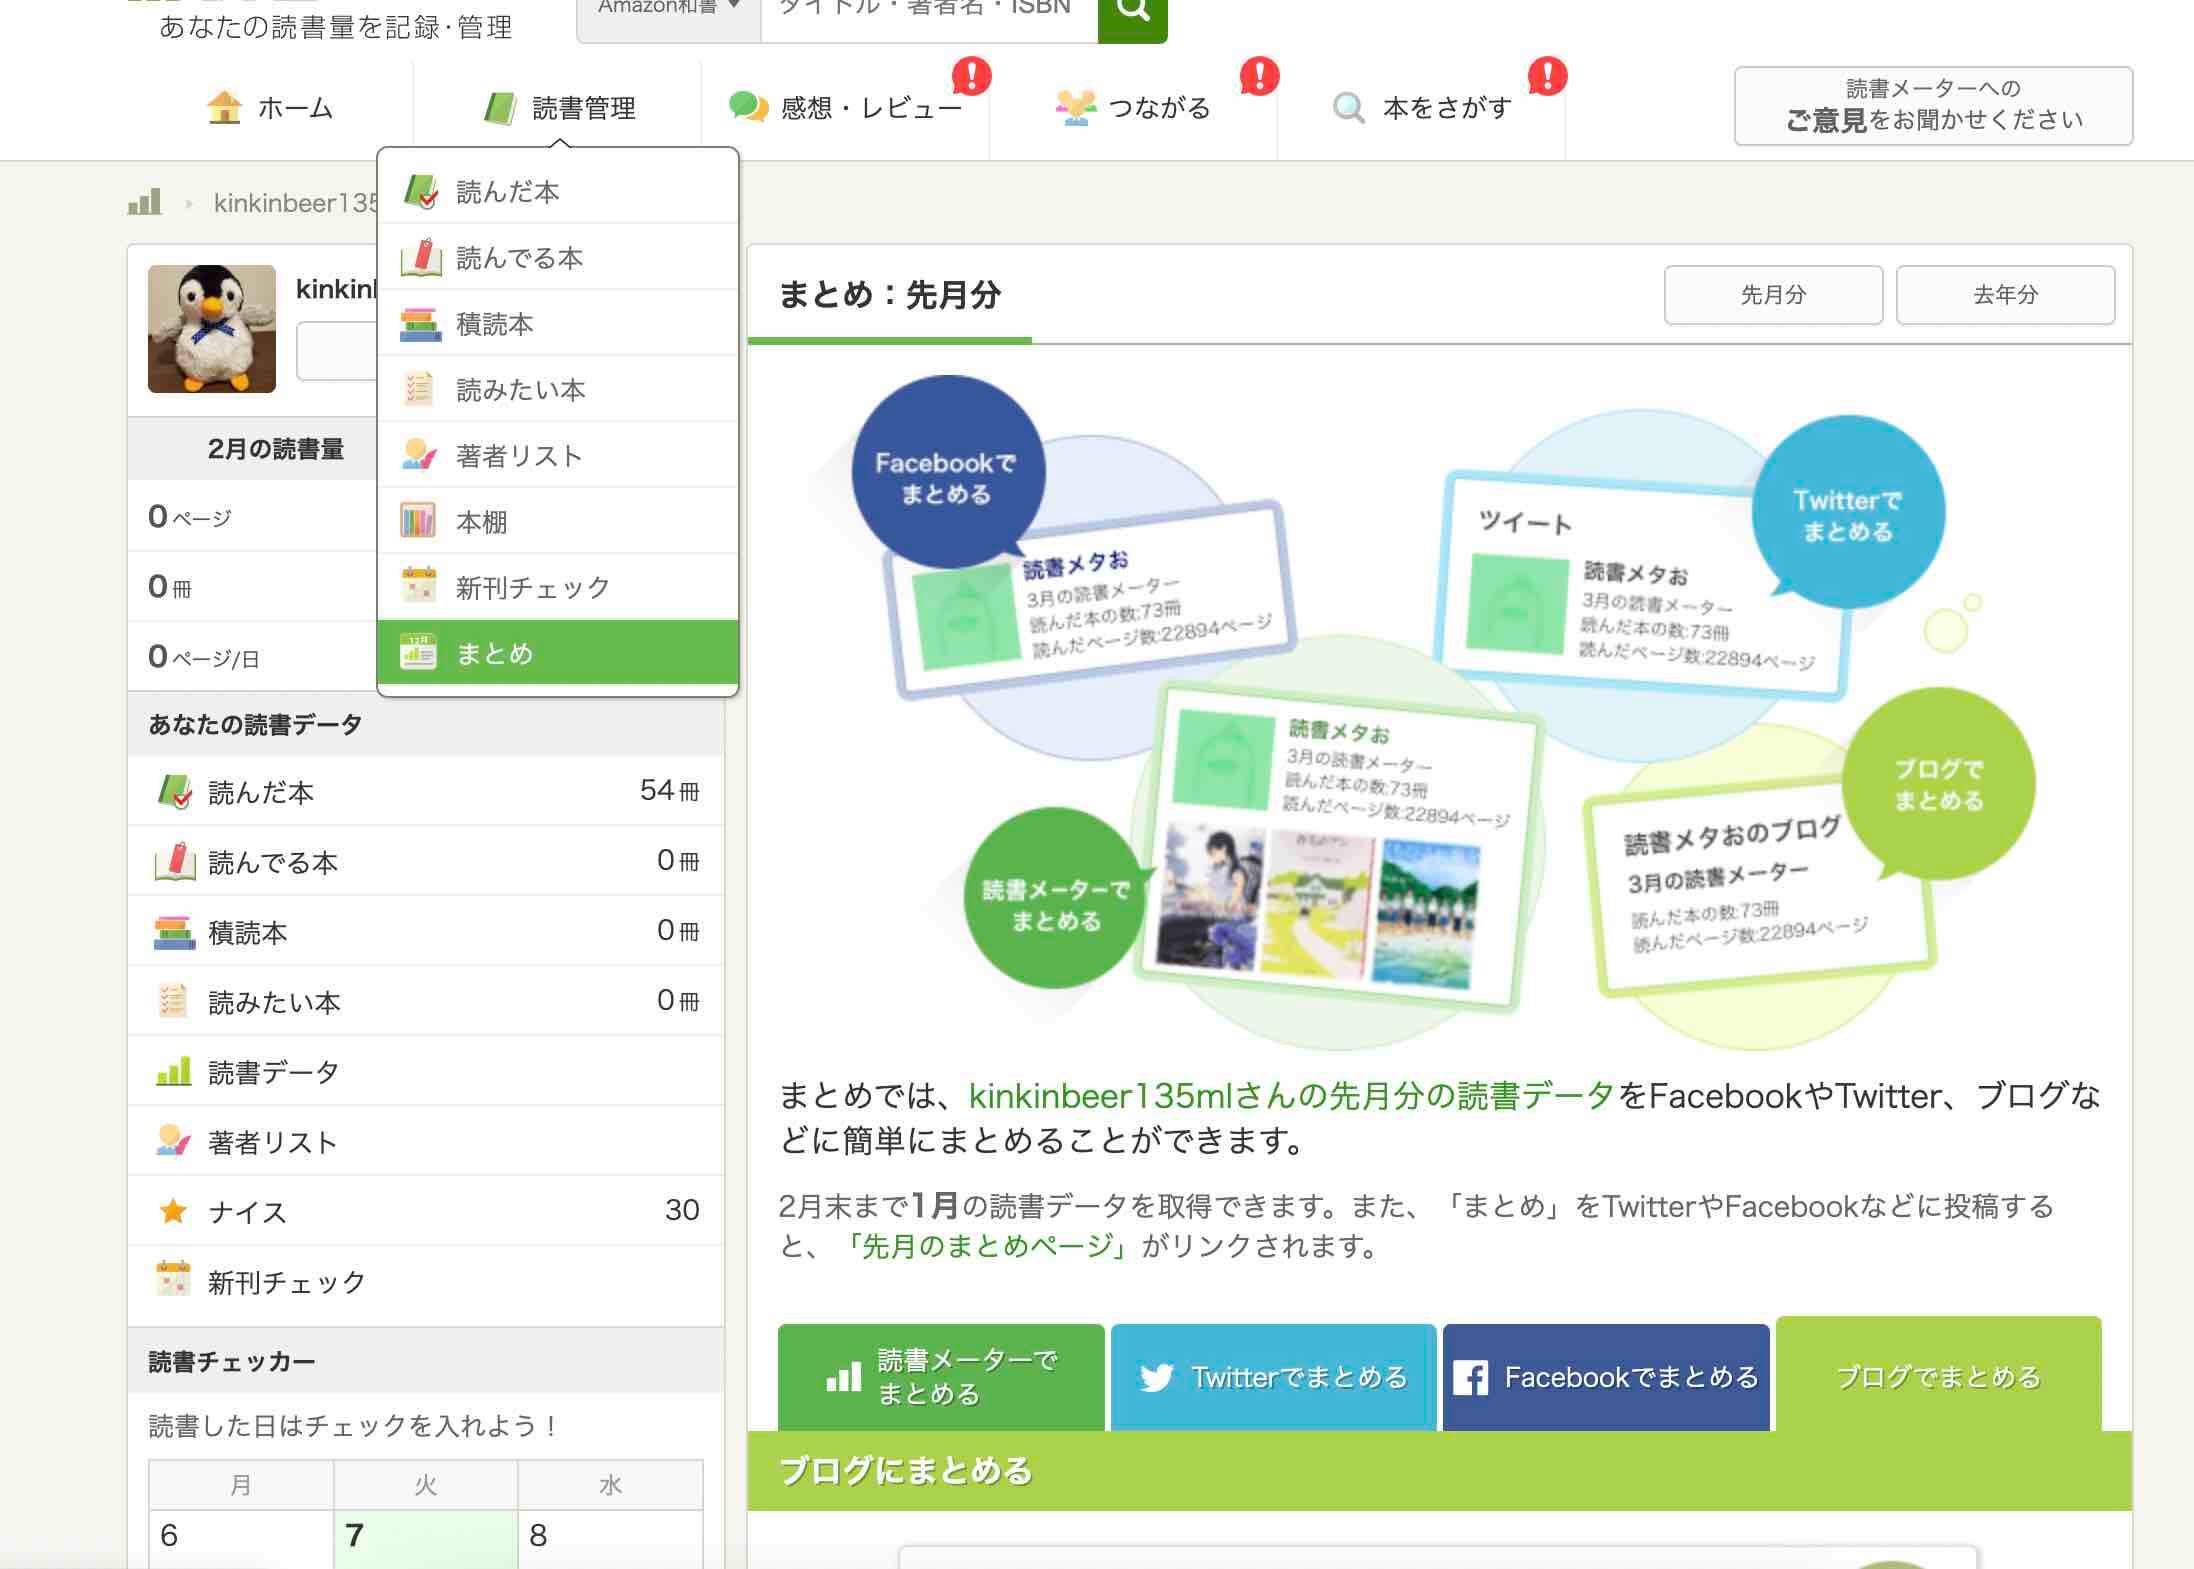 あなたの読書量を記録・管理
Amazon和書
タイトル・著者名・ISBN
ホーム
読書管理
感想・レビュー
つながる
本をさがす
読書メーターへの
ご意見をお聞かせください
kinkinbeer135
読んだ本
読んでる本
積読本
読みたい本
著者リスト
本棚
新刊チェック
12月
まとめ
2月の読書量
0ページ
0冊
0ページ/日
あなたの読書データ
読んだ本 54冊
読んでる本 0冊
積読本 0冊
読みたい本 0冊
読書データ
著者リスト
ナイス 30
新刊チェック
読書チェッカー
読書した日はチェックを入れよう！
月 火 水
6 7 8
まとめ：先月分
先月分
去年分
Facebookで
まとめる
読書メタお
3月の読書メーター
読んだ本の数:73冊
読んだページ数:22894ページ
Twitterで
まとめる
ツイート
読書メタお
3月の読書メーター
読んだ本の数:73冊
読んだページ数:22894ページ
読書メーターで
まとめる
読書メタお
3月の読書メーター
読んだ本の数:73冊
読んだページ数:22894ページ
ブログで
まとめる
読書メタおのブログ
3月の読書メーター
読んだ本の数:73冊
読んだページ数:22894ページ
まとめでは、kinkinbeer135mlさんの先月分の読書データをFacebookやTwitter、ブログな
どに簡単にまとめることができます。
2月末まで1月の読書データを取得できます。また、「まとめ」をTwitterやFacebookなどに投稿する
と、「先月のまとめページ」がリンクされます。
読書メーターで
まとめる
Twitterでまとめる
Facebookでまとめる
ブログでまとめる
ブログにまとめる